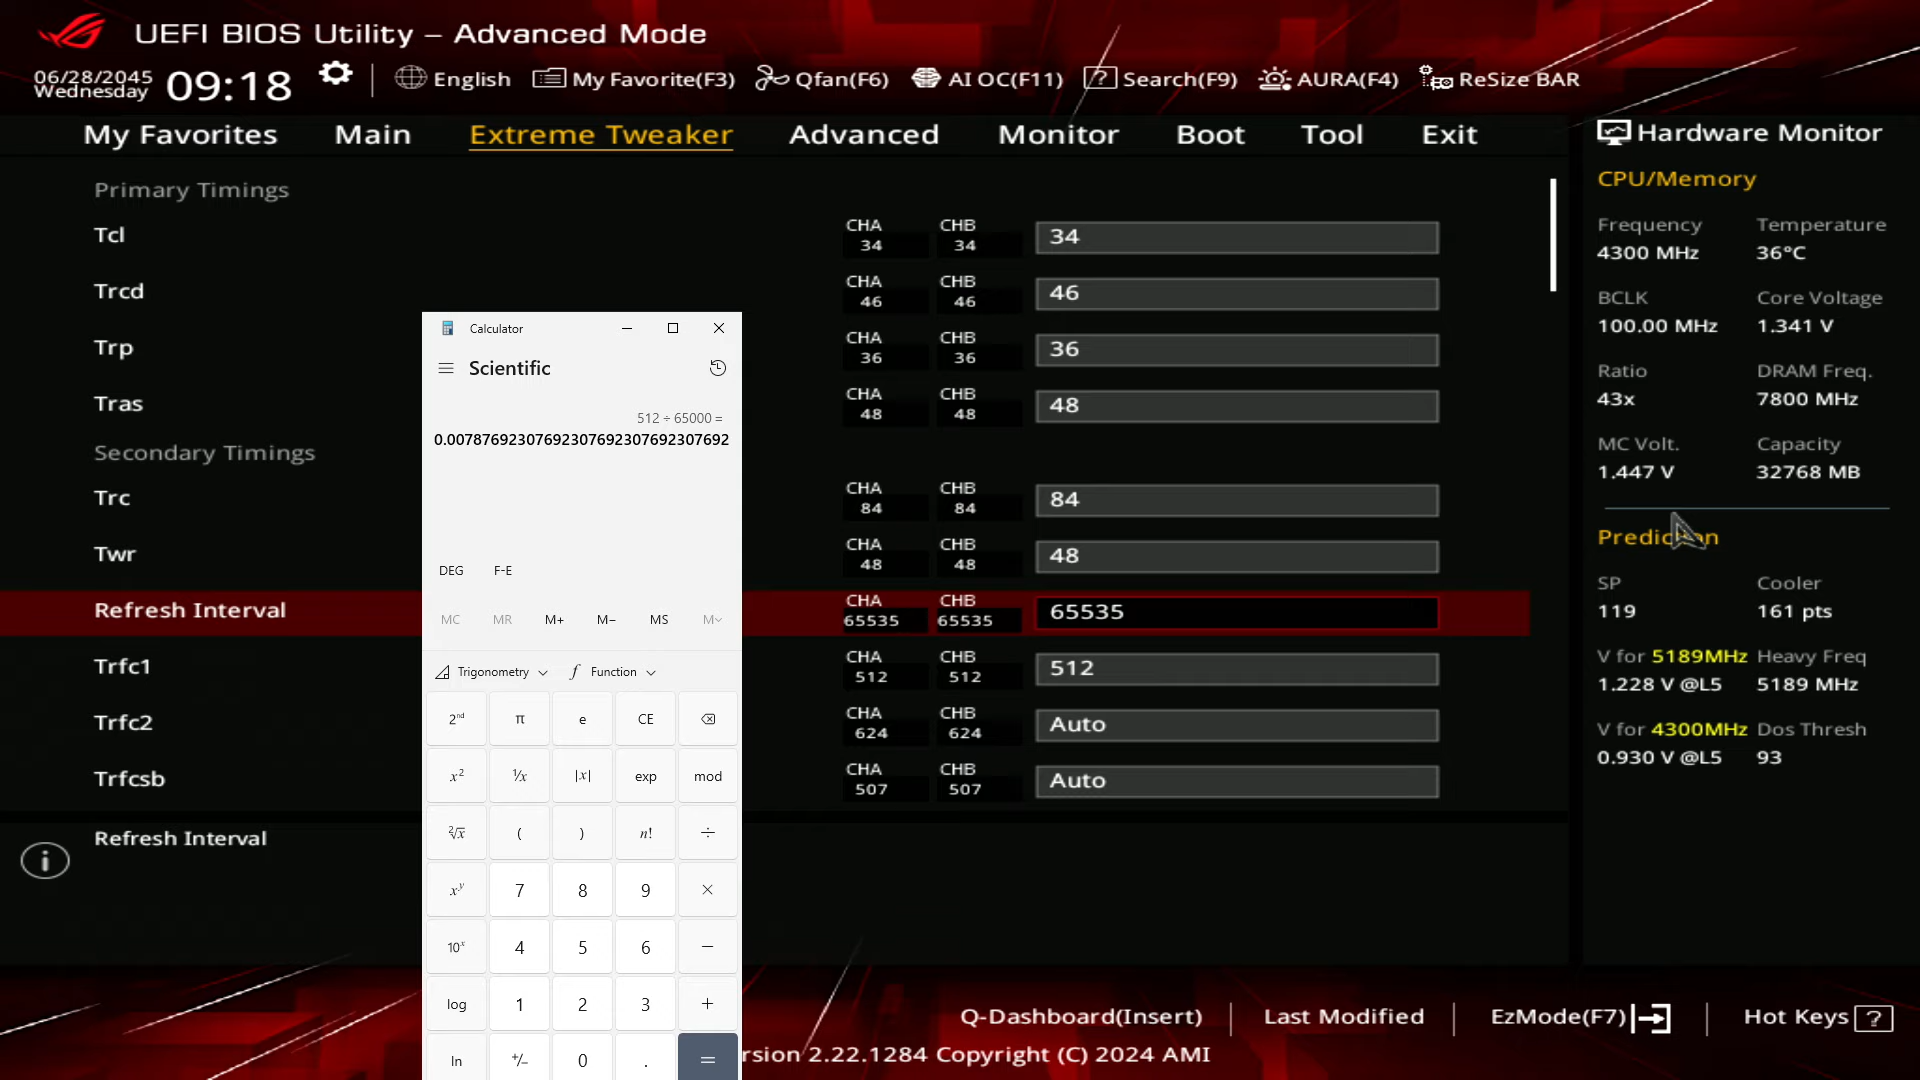 UEFI BIOS Utility – Advanced Mode
06/28/2045
Wednesday
09:18
English
My Favorite(F3)
Qfan(F6)
AI OC(F11)
? Search(F9)
AURA(F4)
ReSize BAR
My Favorites
Main
Extreme Tweaker
Advanced
Monitor
Boot
Tool
Exit
Primary Timings
Tcl CHA 34 CHB 34 34
Trcd CHA 46 CHB 46 46
Trp CHA 36 CHB 36 36
Tras CHA 48 CHB 48 48
Secondary Timings
Trc CHA 84 CHB 84 84
Twr CHA 48 CHB 48 48
Refresh Interval CHA 65535 CHB 65535 65535
Trfc1 CHA 512 CHB 512 512
Trfc2 CHA 624 CHB 624 Auto
Trfcsb CHA 507 CHB 507 Auto
i
Refresh Interval
Calculator
Scientific
512 ÷ 65000 =
0.00787692307692307692307692307692
DEG F-E
MC MR M+ M− MS M
Trigonometry f Function
2nd π e CE
x² ¹/x |x| exp mod
²√x ( ) n! ÷
xʸ 7 8 9 ×
10ˣ 4 5 6 −
log 1 2 3 +
ln +/− 0 . =
Hardware Monitor
CPU/Memory
Frequency Temperature
4300 MHz 36°C
BCLK Core Voltage
100.00 MHz 1.341 V
Ratio DRAM Freq.
43x 7800 MHz
MC Volt. Capacity
1.447 V 32768 MB
SP Cooler
119 161 pts
V for 5189MHz Heavy Freq
1.228 V @L5 5189 MHz
V for 4300MHz Dos Thresh
0.930 V @L5 93
Q-Dashboard(Insert)
Last Modified
EzMode(F7)
Hot Keys ?
rsion 2.22.1284 Copyright (C) 2024 AMI